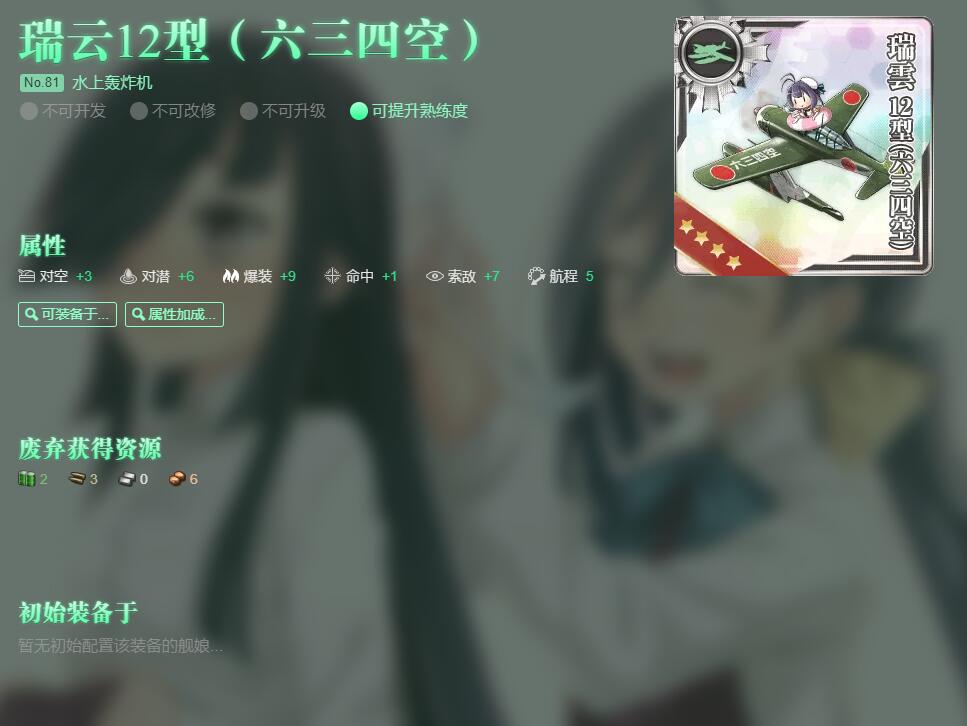 瑞云12型（六三四空）
No.81 水上轰炸机
不可开发 不可改修 不可升级 可提升熟练度
属性
对空 +3 对潜 +6 爆装 +9 命中 +1 索敌 +7 航程 5
可装备于... 属性加成...
废弃获得资源
2 3 0 6
初始装备于
暂无初始配置该装备的舰娘...
瑞雲12型(六三四空)
六三四空